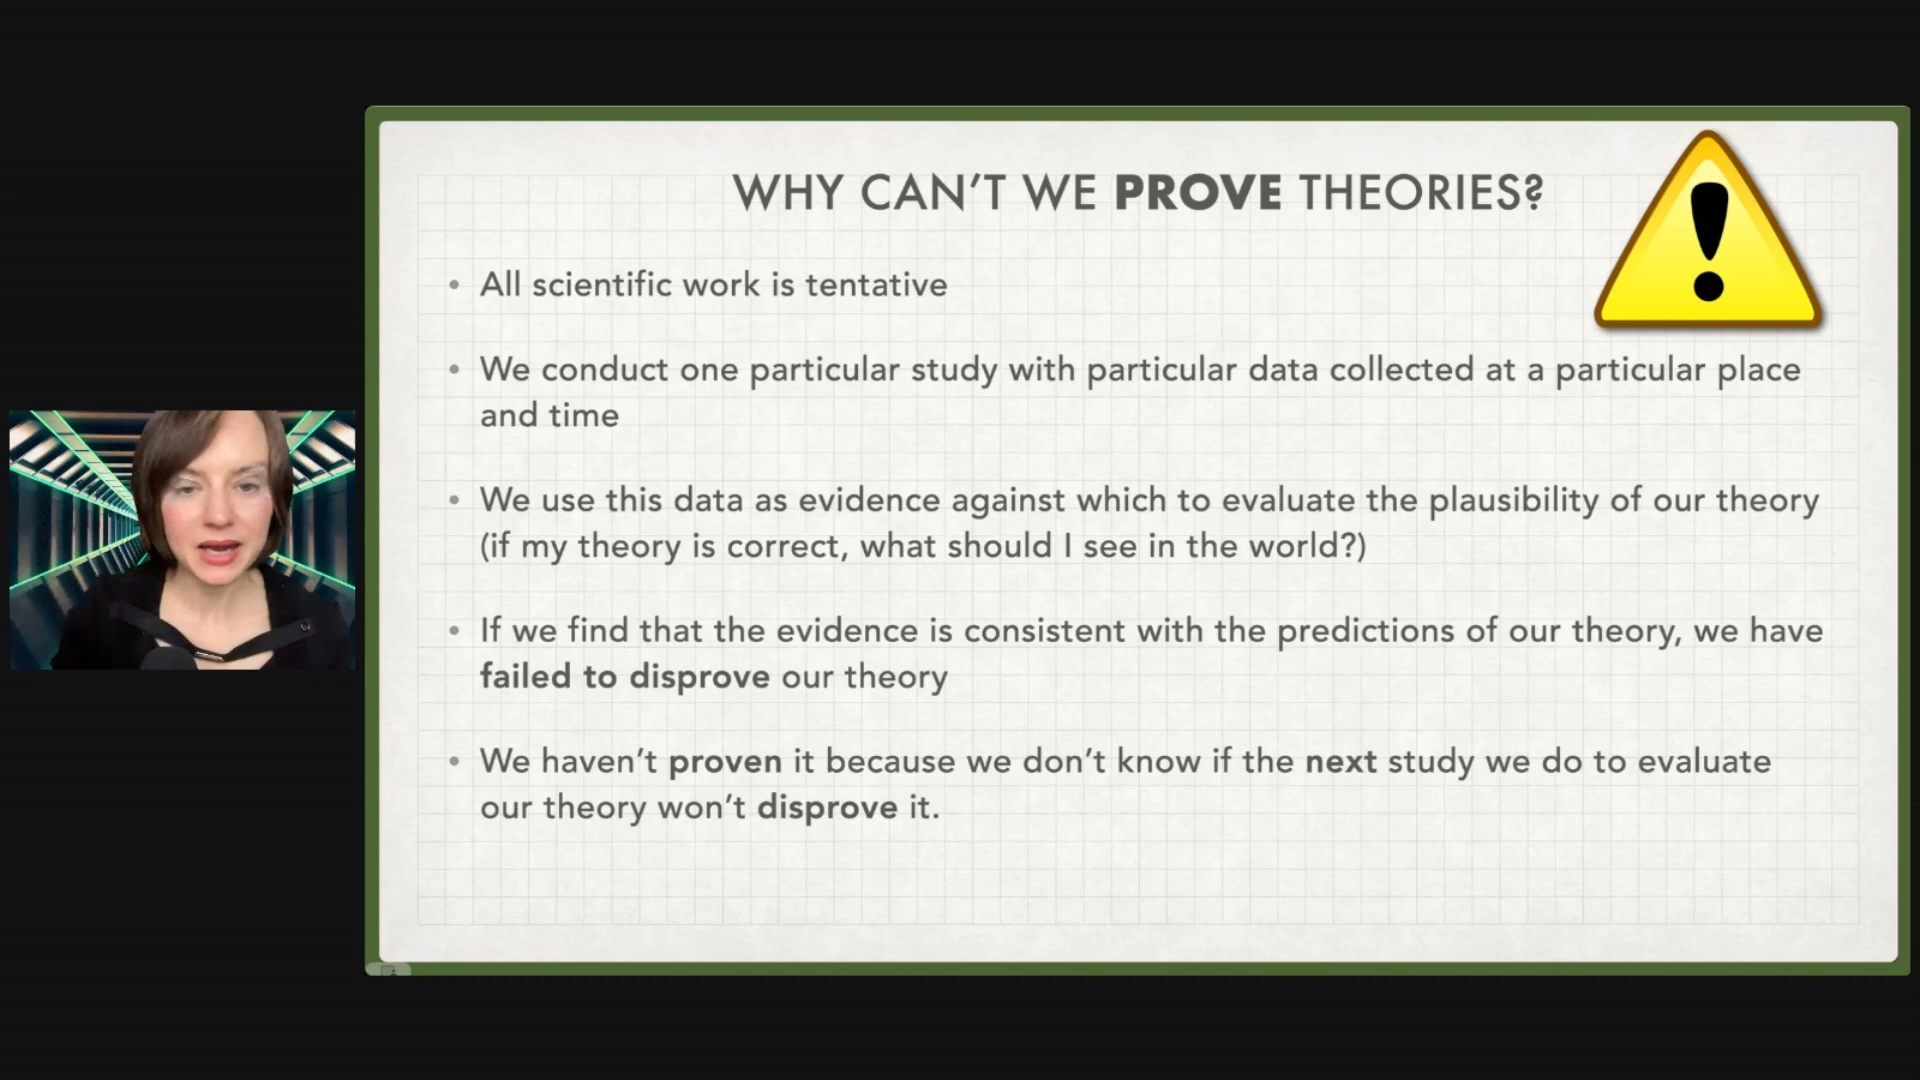 WHY CAN’T WE PROVE THEORIES?
• All scientific work is tentative
• We conduct one particular study with particular data collected at a particular place
and time
• We use this data as evidence against which to evaluate the plausibility of our theory
(if my theory is correct, what should I see in the world?)
• If we find that the evidence is consistent with the predictions of our theory, we have
failed to disprove our theory
• We haven’t proven it because we don’t know if the next study we do to evaluate
our theory won’t disprove it.